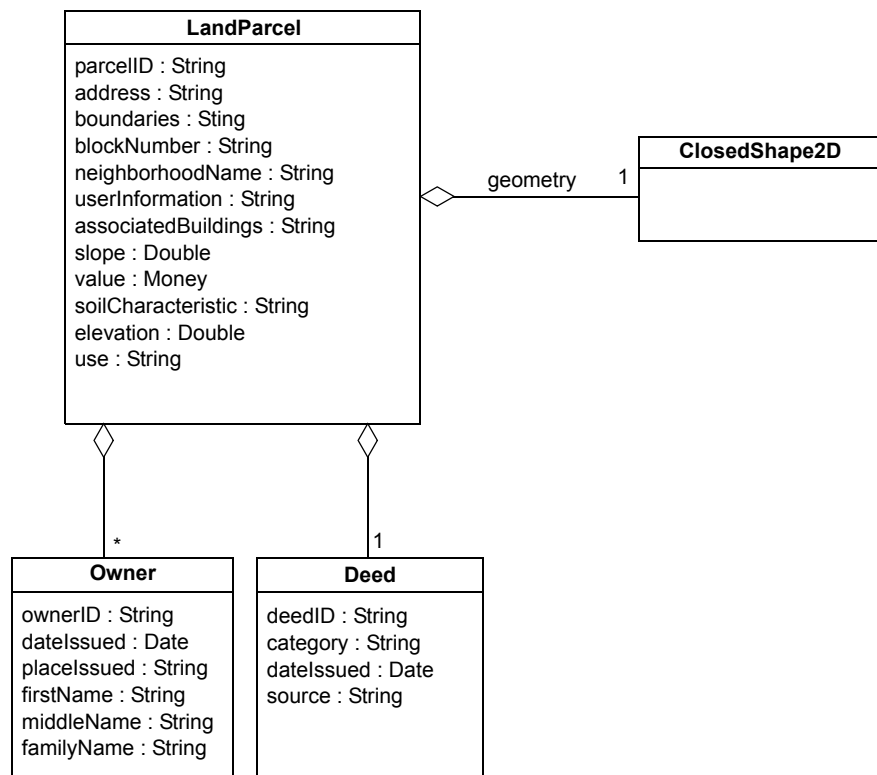 LandParcel
parcelID : String
address : String
boundaries : Sting
blockNumber : String
neighborhoodName : String
userInformation : String
associatedBuildings : String
slope : Double
value : Money
soilCharacteristic : String
elevation : Double
use : String
geometry
1
ClosedShape2D
*
1
Owner
ownerID : String
dateIssued : Date
placeIssued : String
firstName : String
middleName : String
familyName : String
Deed
deedID : String
category : String
dateIssued : Date
source : String